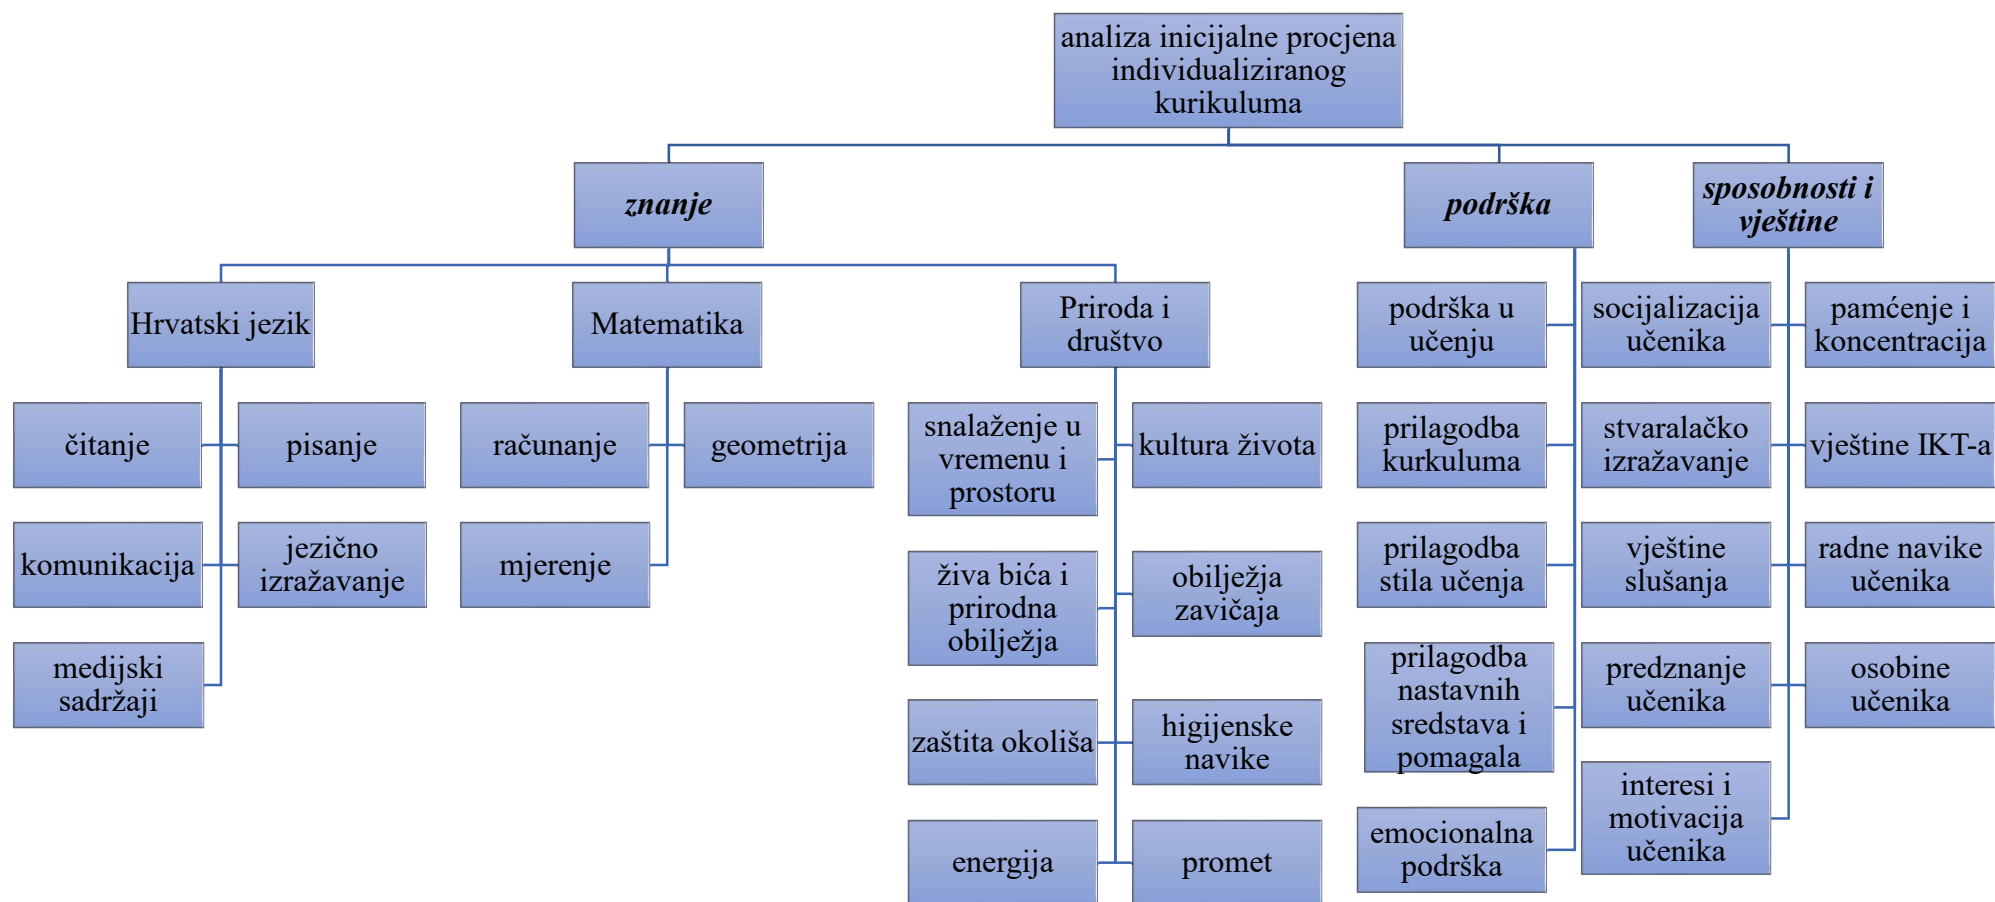 analiza inicijalne procjena
individualiziranog
kurikuluma
znanje
podrška
sposobnosti i
vještine
Hrvatski jezik
Matematika
Priroda i
društvo
čitanje
pisanje
komunikacija
jezično
izražavanje
medijski
sadržaji
računanje
geometrija
mjerenje
snalaženje u
vremenu i
prostoru
kultura života
živa bića i
prirodna
obilježja
obilježja
zavičaja
zaštita okoliša
higijenske
navike
energija
promet
podrška u
učenju
prilagodba
kurkuluma
prilagodba
stila učenja
prilagodba
nastavnih
sredstava i
pomagala
emocionalna
podrška
socijalizacija
učenika
pamćenje i
koncentracija
stvaralačko
izražavanje
vještine IKT-a
vještine
slušanja
radne navike
učenika
predznanje
učenika
osobine
učenika
interesi i
motivacija
učenika